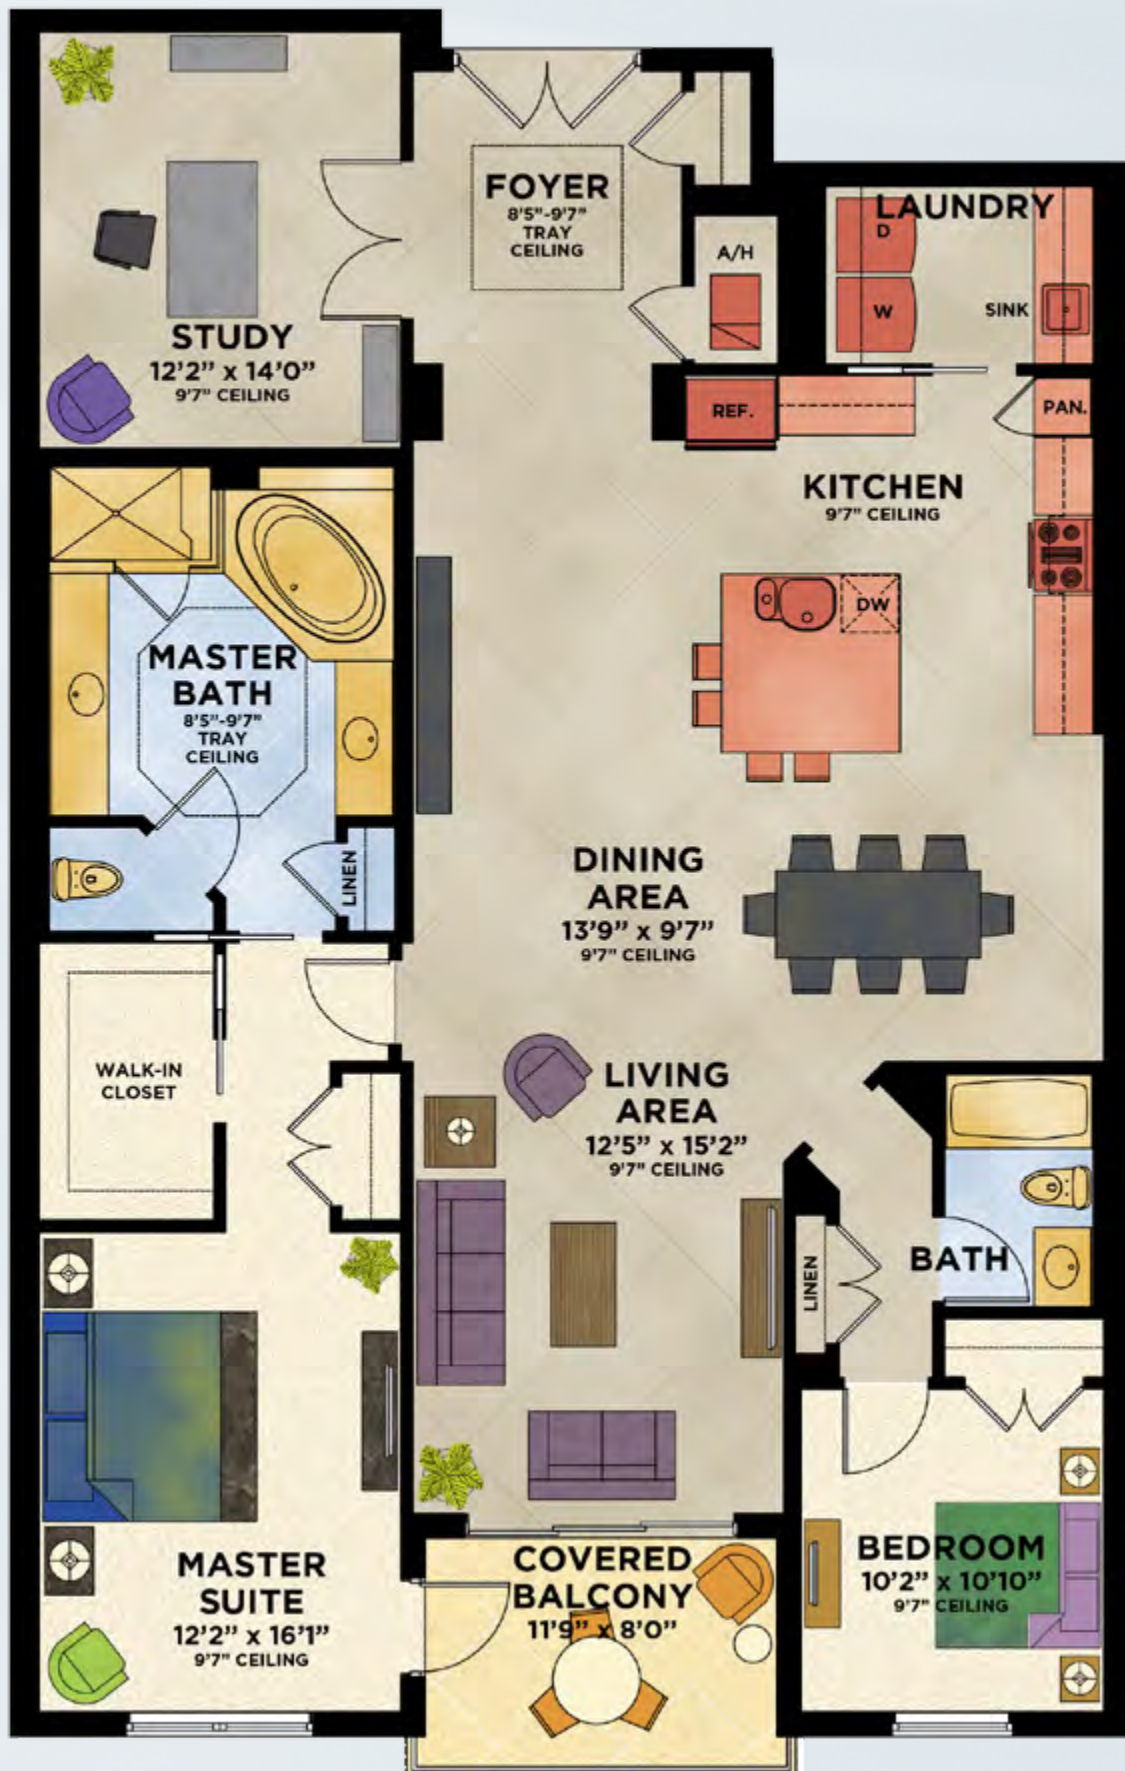 FOYER
8'5"-9'7"
TRAY
CEILING
LAUNDRY
D
A/H
W
SINK
STUDY
12'2" x 14'0"
9'7" CEILING
REF.
PAN.
KITCHEN
9'7" CEILING
DW
MASTER
BATH
8'5"-9'7"
TRAY
CEILING
LINEN
DINING
AREA
13'9" x 9'7"
9'7" CEILING
WALK-IN
CLOSET
LIVING
AREA
12'5" x 15'2"
9'7" CEILING
LINEN
BATH
MASTER
SUITE
12'2" x 16'1"
9'7" CEILING
COVERED
BALCONY
11'9" x 8'0"
BEDROOM
10'2" x 10'10"
9'7" CEILING